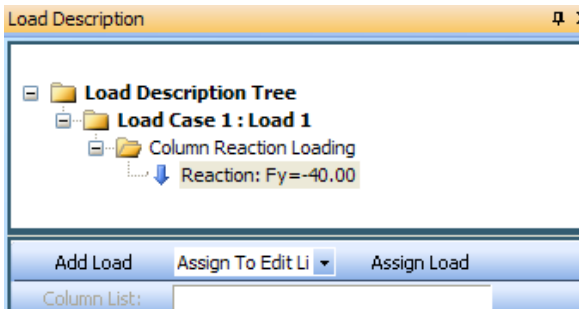 Load Description
Load Description Tree
Load Case 1 : Load 1
Column Reaction Loading
Reaction: Fy=-40.00
Add Load Assign To Edit Li Assign Load
Column List: